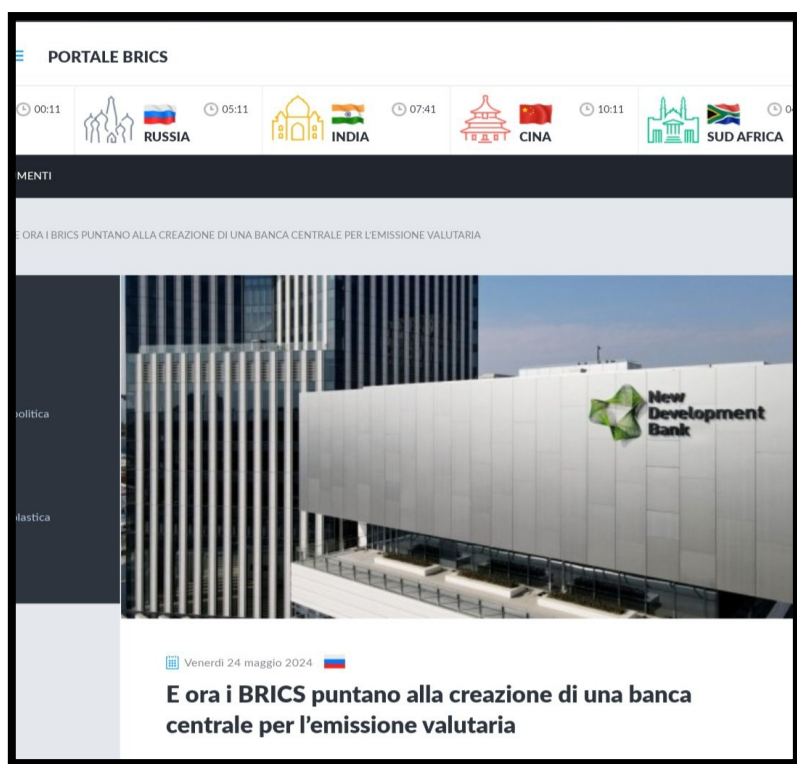 PORTALE BRICS
00:11
RUSSIA
05:11
INDIA
07:41
CINA
10:11
SUD AFRICA
MENTI
E ORA I BRICS PUNTANO ALLA CREAZIONE DI UNA BANCA CENTRALE PER L'EMISSIONE VALUTARIA
New
Development
Bank
Venerdì 24 maggio 2024
E ora i BRICS puntano alla creazione di una banca
centrale per l'emissione valutaria